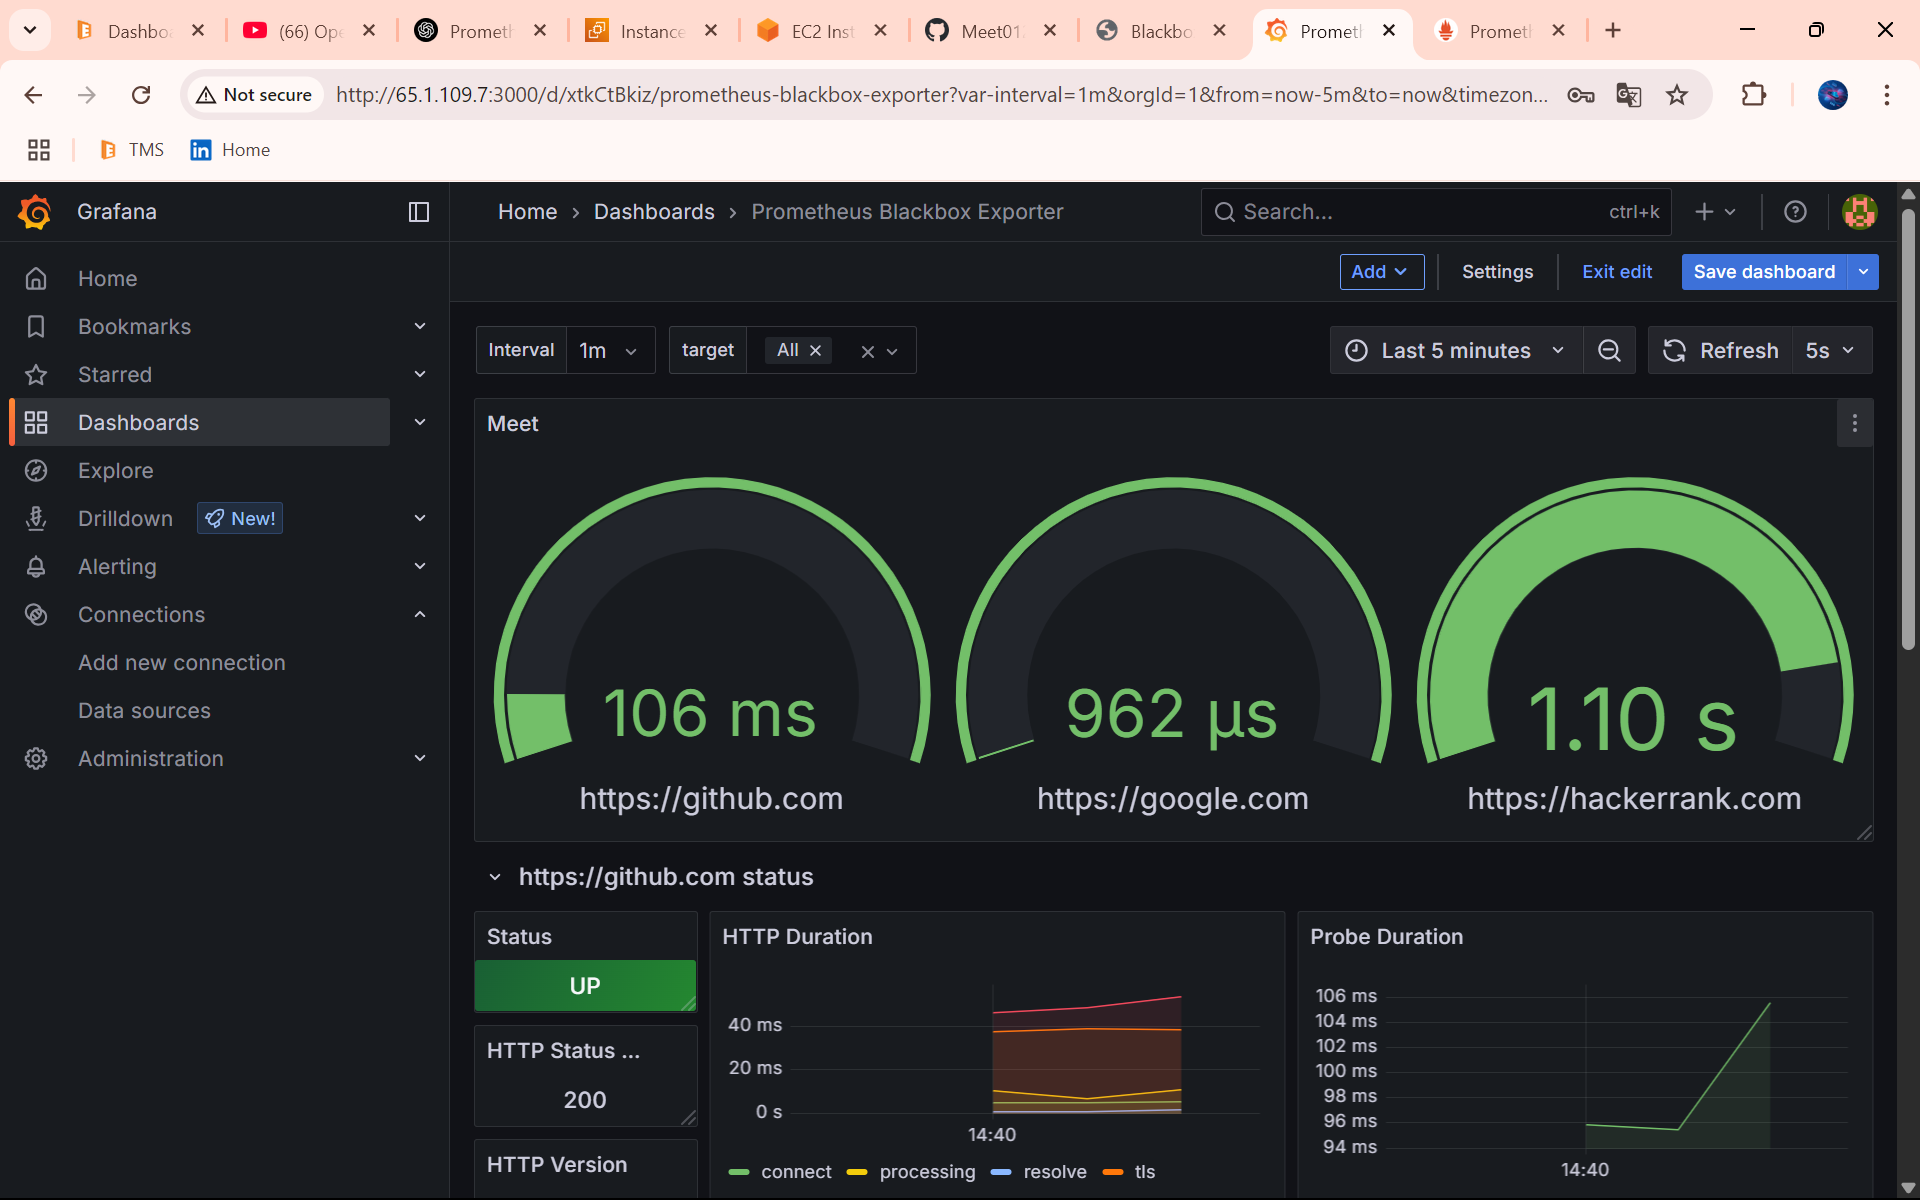 Dashbo
(66) Ope
Prometh
Instance
EC2 Inst
Meet01
Blackbo
Prometh
Prometh
Not secure
http://65.1.109.7:3000/d/xtkCtBkiz/prometheus-blackbox-exporter?var-interval=1m&orgId=1&from=now-5m&to=now&timezon...
TMS
Home
Grafana
Home › Dashboards › Prometheus Blackbox Exporter
Search...
ctrl+k
Home
Bookmarks
Starred
Dashboards
Explore
Drilldown New!
Alerting
Connections
Add new connection
Data sources
Administration
Add
Settings
Exit edit
Save dashboard
Interval 1m
target All
Last 5 minutes
Refresh 5s
Meet
106 ms
962 µs
1.10 s
https://github.com
https://google.com
https://hackerrank.com
https://github.com status
Status
UP
HTTP Status ...
200
HTTP Version
HTTP Duration
40 ms
20 ms
0 s
14:40
connect processing resolve tls
Probe Duration
106 ms
104 ms
102 ms
100 ms
98 ms
96 ms
94 ms
14:40